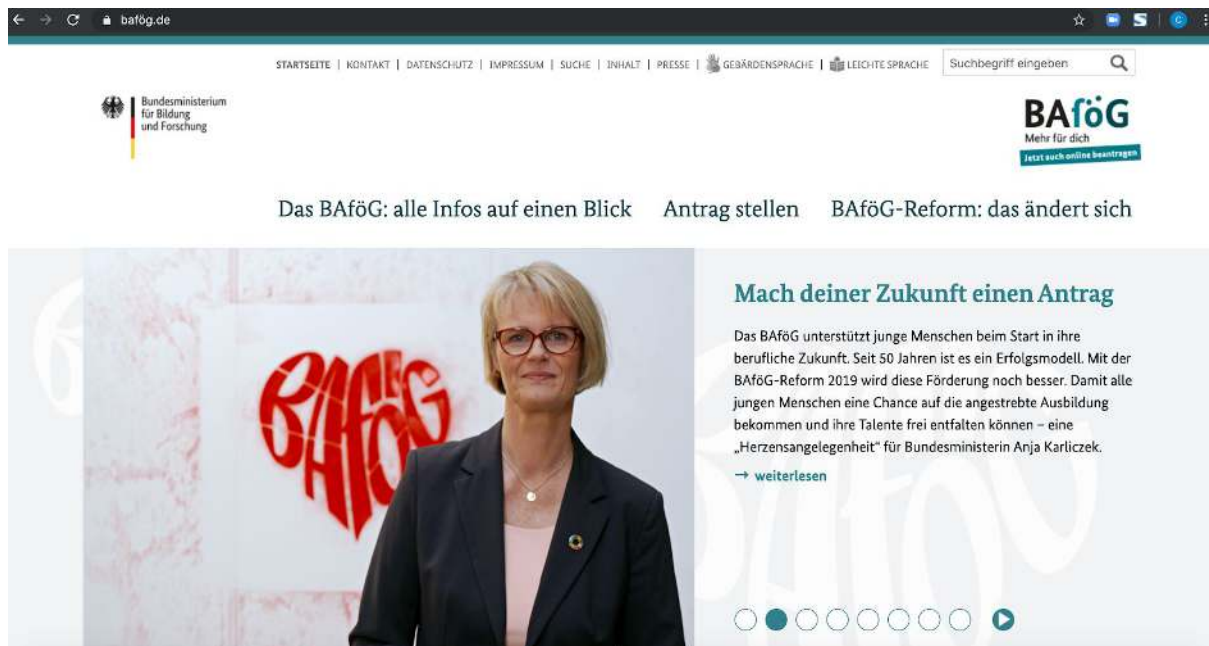 bafög.de
STARTSEITE | KONTAKT | DATENSCHUTZ | IMPRESSUM | SUCHE | INHALT | PRESSE | GEBÄRDENSPRACHE | LEICHTE SPRACHE
Suchbegriff eingeben
Bundesministerium
für Bildung
und Forschung
BAföG
Mehr für dich
Jetzt auch online beantragen
Das BAföG: alle Infos auf einen Blick
Antrag stellen
BAföG-Reform: das ändert sich
BAFÖG
Mach deiner Zukunft einen Antrag
Das BAföG unterstützt junge Menschen beim Start in ihre
berufliche Zukunft. Seit 50 Jahren ist es ein Erfolgsmodell. Mit der
BAföG-Reform 2019 wird diese Förderung noch besser. Damit alle
jungen Menschen eine Chance auf die angestrebte Ausbildung
bekommen und ihre Talente frei entfalten können – eine
„Herzensangelegenheit“ für Bundesministerin Anja Karliczek.
→ weiterlesen